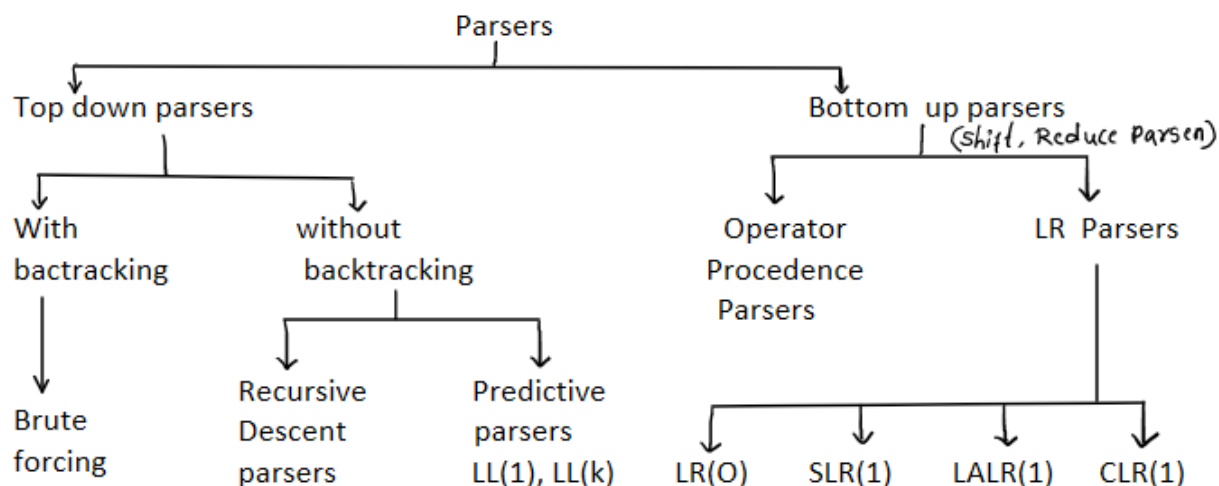 Parsers
Top down parsers
Bottom up parsers
(Shift, Reduce Parsen)
With
bactracking
without
backtracking
Operator
Procedence
Parsers
LR Parsers
Brute
forcing
Recursive
Descent
parsers
Predictive
parsers
LL(1), LL(k)
LR(O)
SLR(1)
LALR(1)
CLR(1)